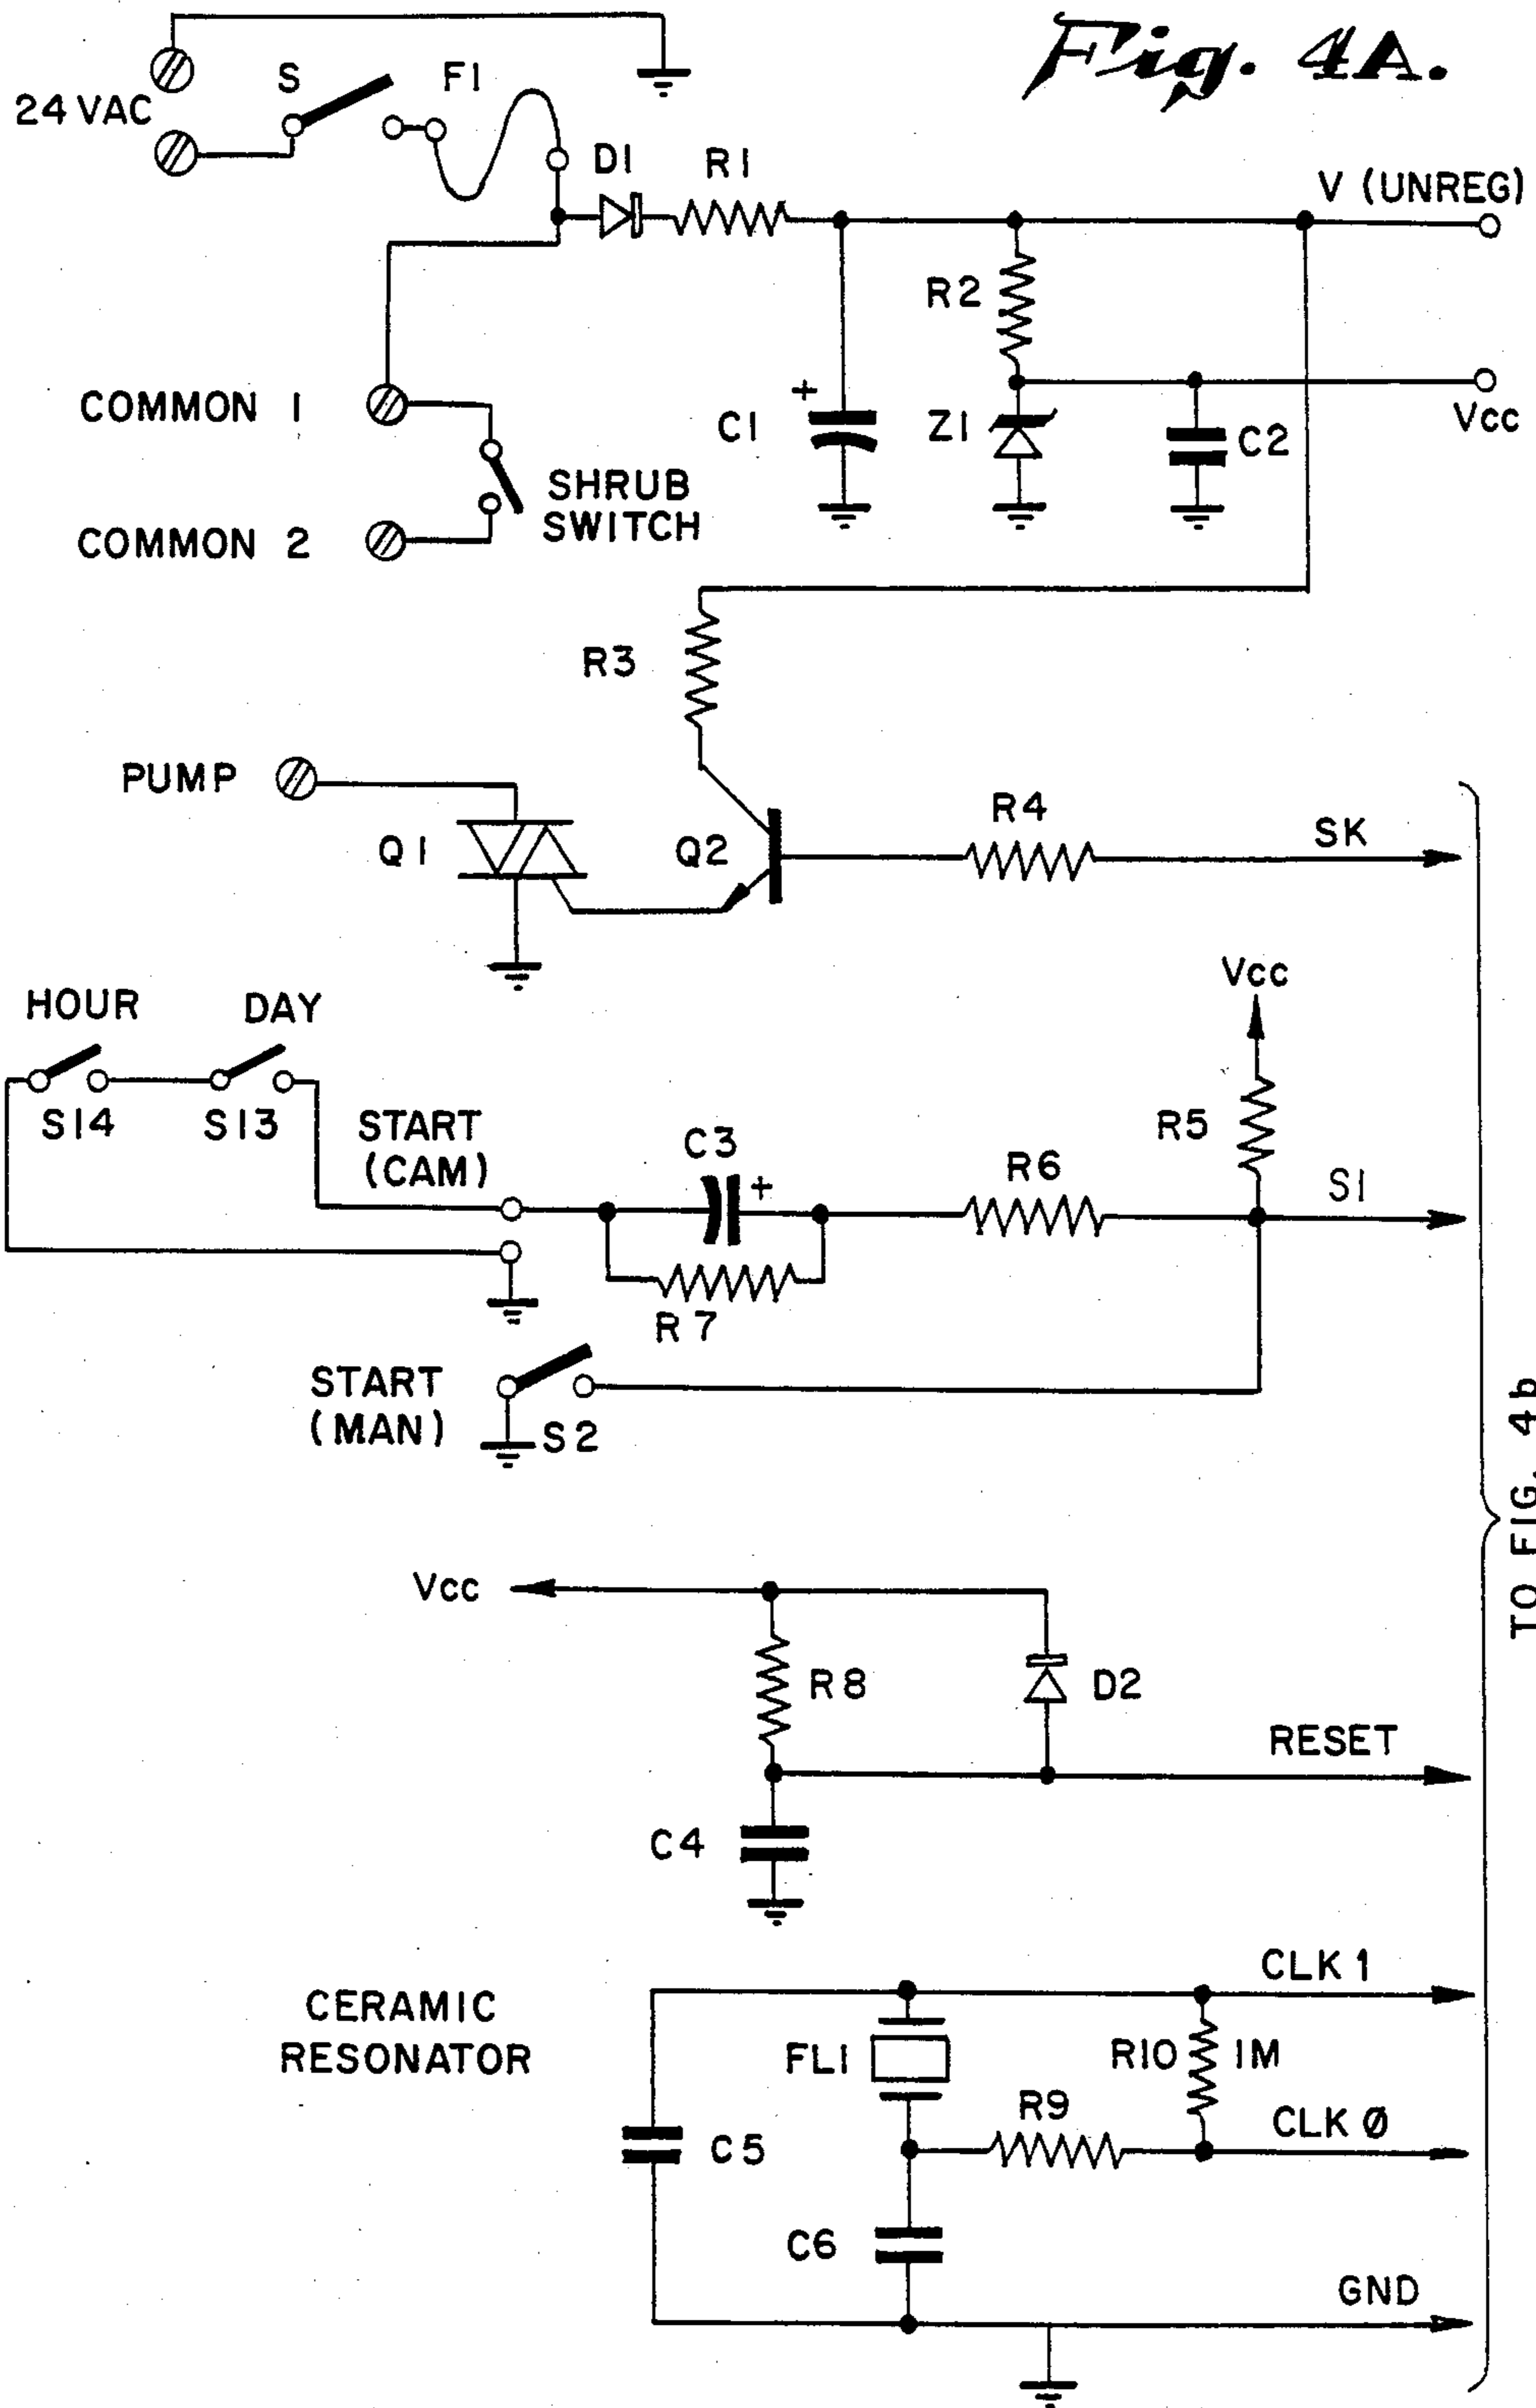 Fig. 4A.
24 VAC
S
F1
D1
R1
V (UNREG)
R2
COMMON 1
+
C1
Z1
C2
Vcc
SHRUB
SWITCH
COMMON 2
R3
PUMP
R4
SK
Q1
Q2
Vcc
HOUR
DAY
S14
S13
START
(CAM)
C3
+
R6
R5
S1
R7
START
(MAN)
S2
TO FIG. 4b
Vcc
R8
D2
RESET
C4
CLK 1
CERAMIC
RESONATOR
FL1
R10
1M
R9
CLK Ø
C5
C6
GND